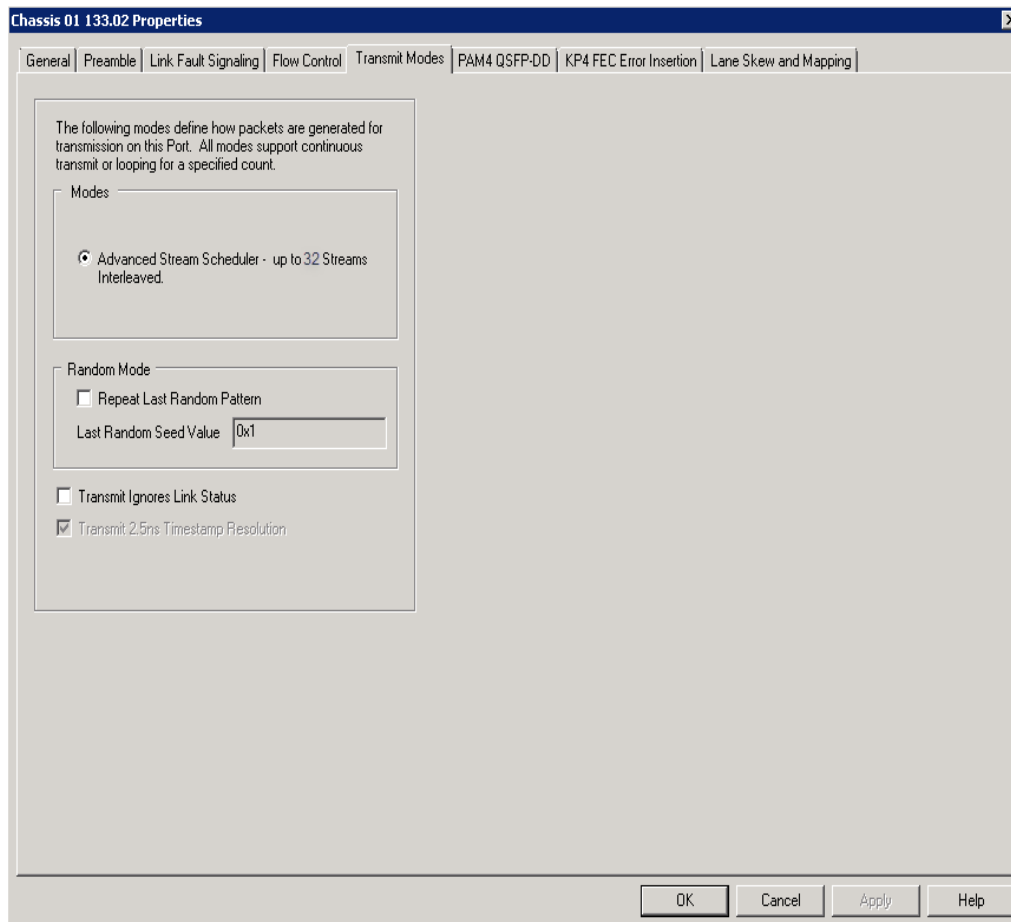 Chassis 01 133.02 Properties
General Preamble Link Fault Signaling Flow Control Transmit Modes PAM4 QSFP-DD KP4 FEC Error Insertion Lane Skew and Mapping
The following modes define how packets are generated for
transmission on this Port. All modes support continuous
transmit or looping for a specified count.
Modes
Advanced Stream Scheduler - up to 32 Streams
Interleaved.
Random Mode
Repeat Last Random Pattern
Last Random Seed Value 0x1
Transmit Ignores Link Status
Transmit 2.5ns Timestamp Resolution
OK Cancel Apply Help